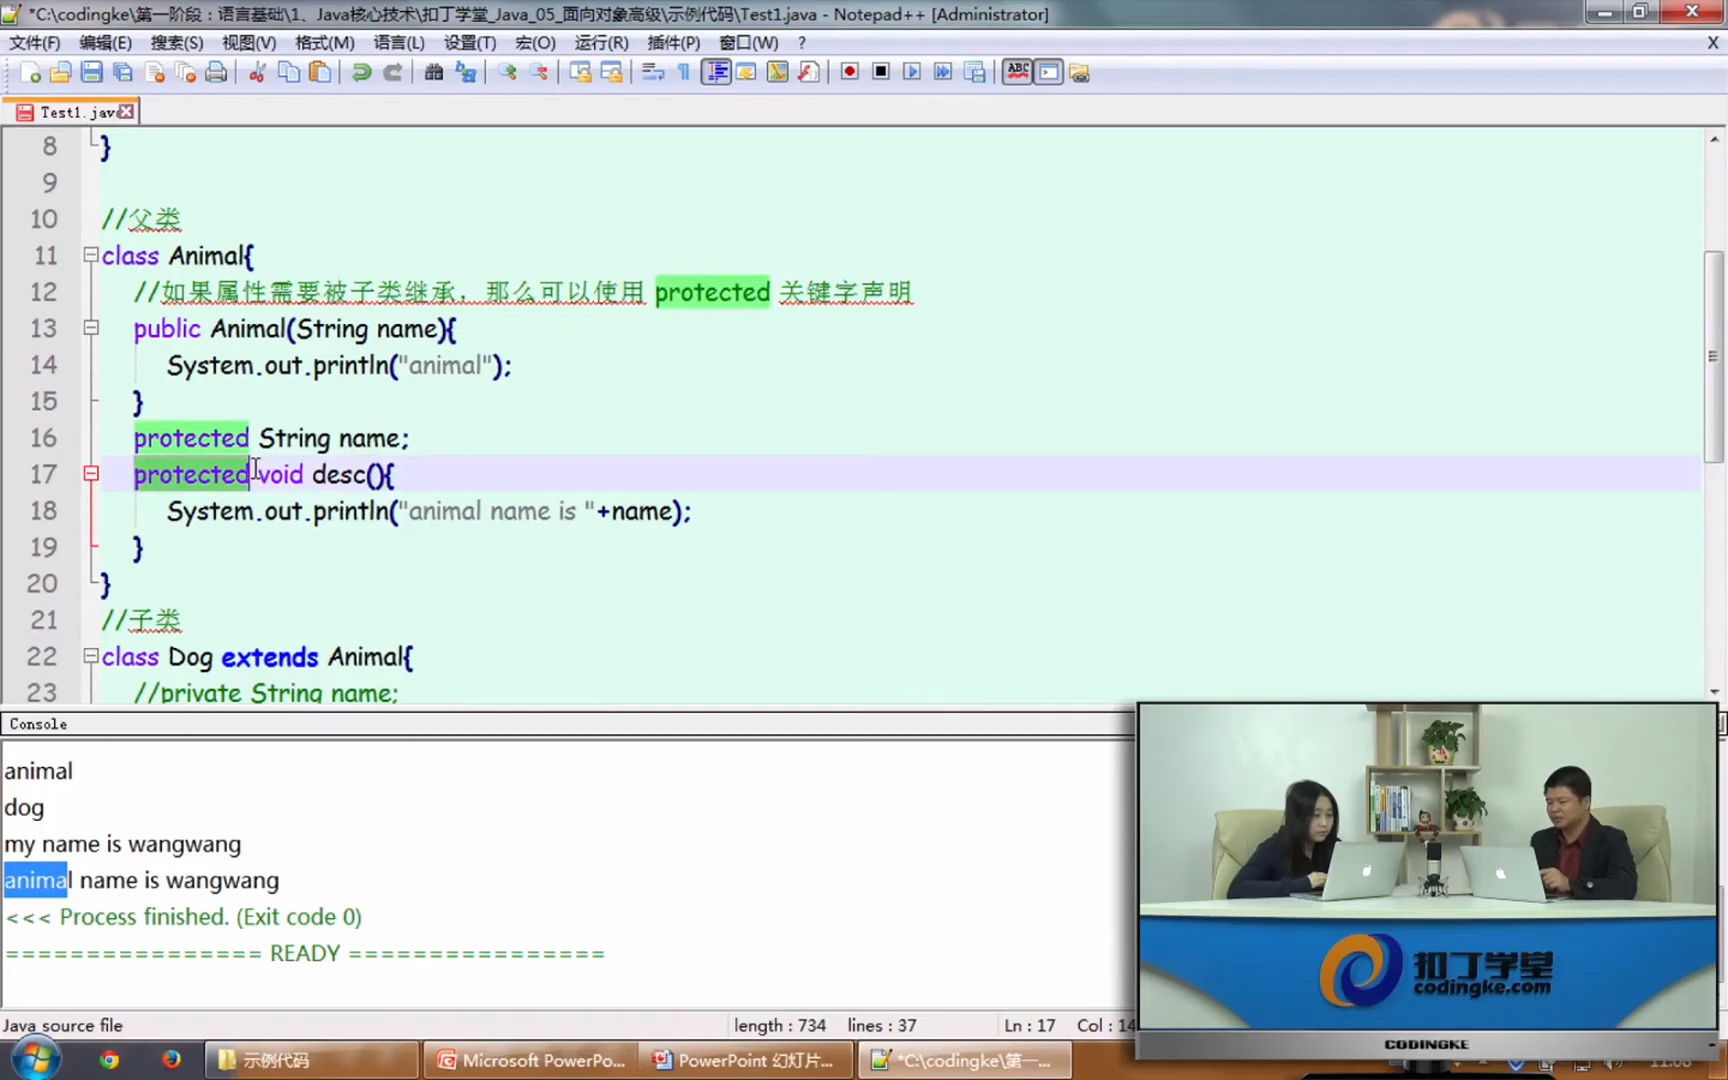 *C:\codingke\第一阶段：语言基础\1、Java核心技术\扣丁学堂_Java_05_面向对象高级\示例代码\Test1.java - Notepad++ [Administrator]
文件(F) 编辑(E) 搜索(S) 视图(V) 格式(M) 语言(L) 设置(T) 宏(O) 运行(R) 插件(P) 窗口(W) ? X
Test1.java
8 }
9
10 //父类
11 class Animal{
12 //如果属性需要被子类继承，那么可以使用 protected 关键字声明
13 public Animal(String name){
14 System.out.println("animal");
15 }
16 protected String name;
17 protected void desc(){
18 System.out.println("animal name is "+name);
19 }
20 }
21 //子类
22 class Dog extends Animal{
23 //private String name;
Console
animal
dog
my name is wangwang
animal name is wangwang
<<< Process finished. (Exit code 0)
================ READY ================
扣丁学堂
codingke.com
Java source file length : 734 lines : 37 Ln : 17 Col : 14
CODINGKE
示例代码 Microsoft PowerPo... PowerPoint 幻灯片... *C:\codingke\第一...